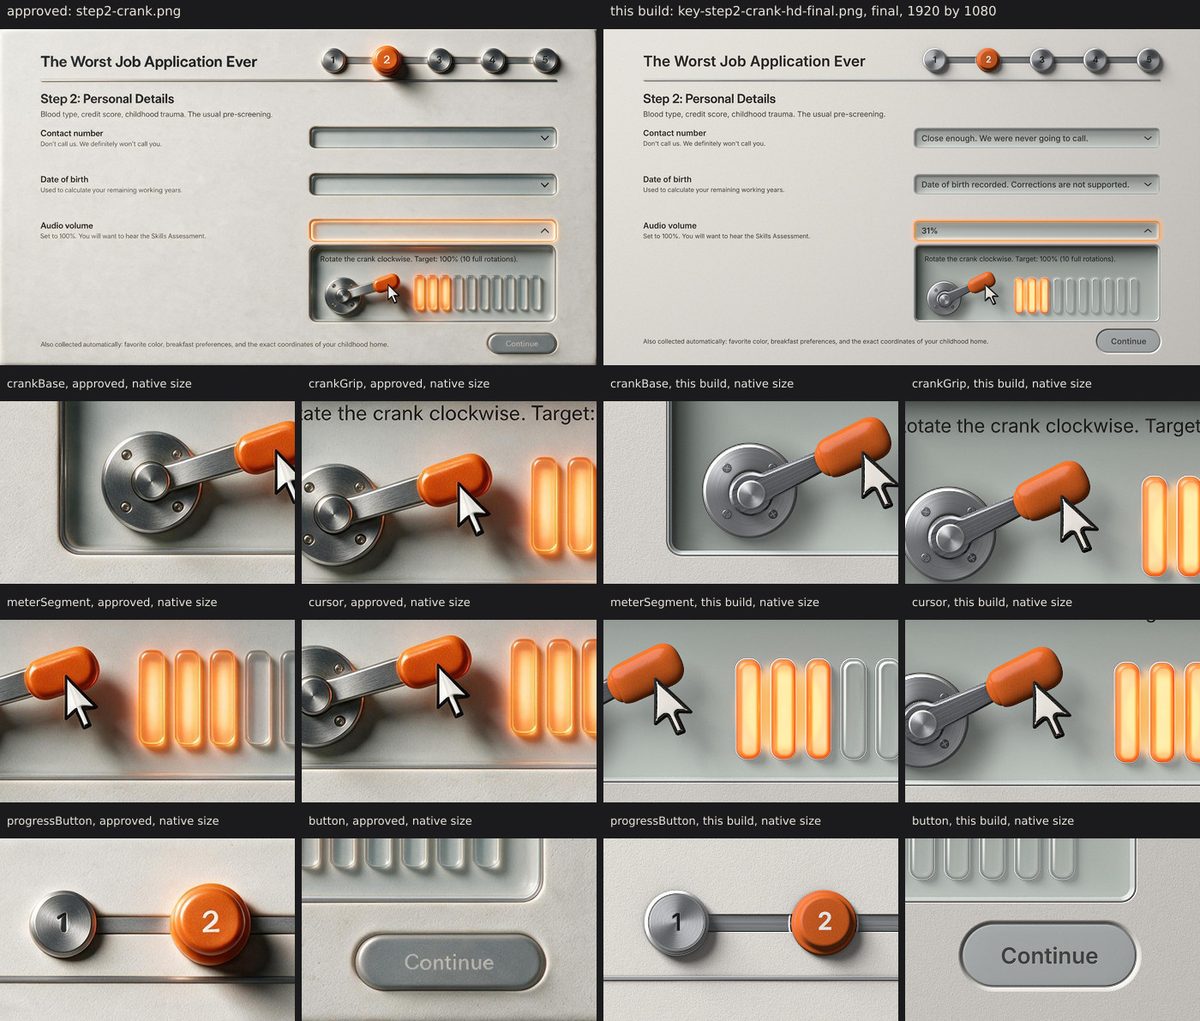 approved: step2-crank.png
The Worst Job Application Ever
1 2 3 4 5
Step 2: Personal Details
Blood type, credit score, childhood trauma. The usual pre-screening.
Contact number
Don't call us. We definitely won't call you.
Date of birth
Used to calculate your remaining working years.
Audio volume
Set to 100%. You will want to hear the Skills Assessment.
Rotate the crank clockwise. Target: 100% (10 full rotations).
Also collected automatically: favorite color, breakfast preferences, and the exact coordinates of your childhood home.
Continue
this build: key-step2-crank-hd-final.png, final, 1920 by 1080
The Worst Job Application Ever
1 2 3 4 5
Step 2: Personal Details
Blood type, credit score, childhood trauma. The usual pre-screening.
Contact number
Don't call us. We definitely won't call you.
Close enough. We were never going to call.
Date of birth
Used to calculate your remaining working years.
Date of birth recorded. Corrections are not supported.
Audio volume
Set to 100%. You will want to hear the Skills Assessment.
31%
Rotate the crank clockwise. Target: 100% (10 full rotations).
Also collected automatically: favorite color, breakfast preferences, and the exact coordinates of your childhood home.
Continue
crankBase, approved, native size
crankGrip, approved, native size
tate the crank clockwise. Target:
crankBase, this build, native size
crankGrip, this build, native size
otate the crank clockwise. Target
meterSegment, approved, native size
cursor, approved, native size
meterSegment, this build, native size
cursor, this build, native size
progressButton, approved, native size
1 2
button, approved, native size
Continue
progressButton, this build, native size
1 2
button, this build, native size
Continue